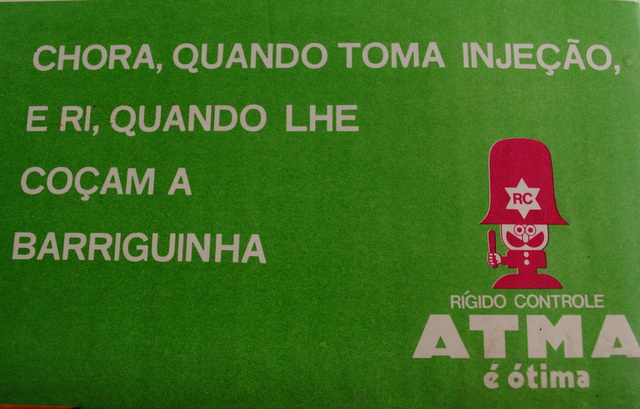 CHORA, QUANDO TOMA INJEÇÃO,
E RI, QUANDO LHE
COÇAM A
BARRIGUINHA
RC
RÍGIDO CONTROLE
ATMA
é ótima